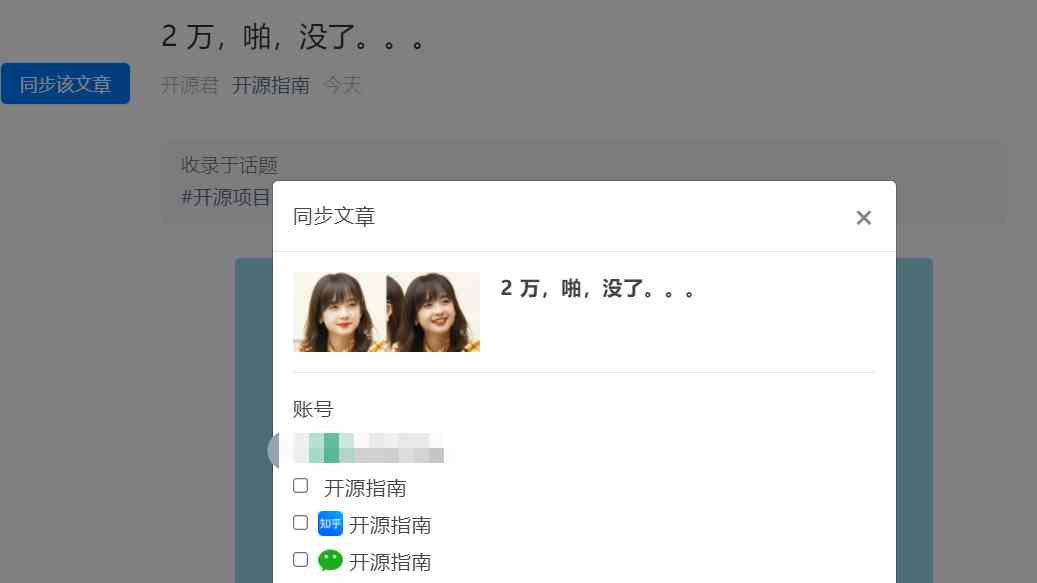 2 万，啪，没了。。。
同步该文章
开源君 开源指南 今天
收录于话题
#开源项目
同步文章
×
2 万，啪，没了。。。
账号
开源指南
知乎 开源指南
开源指南